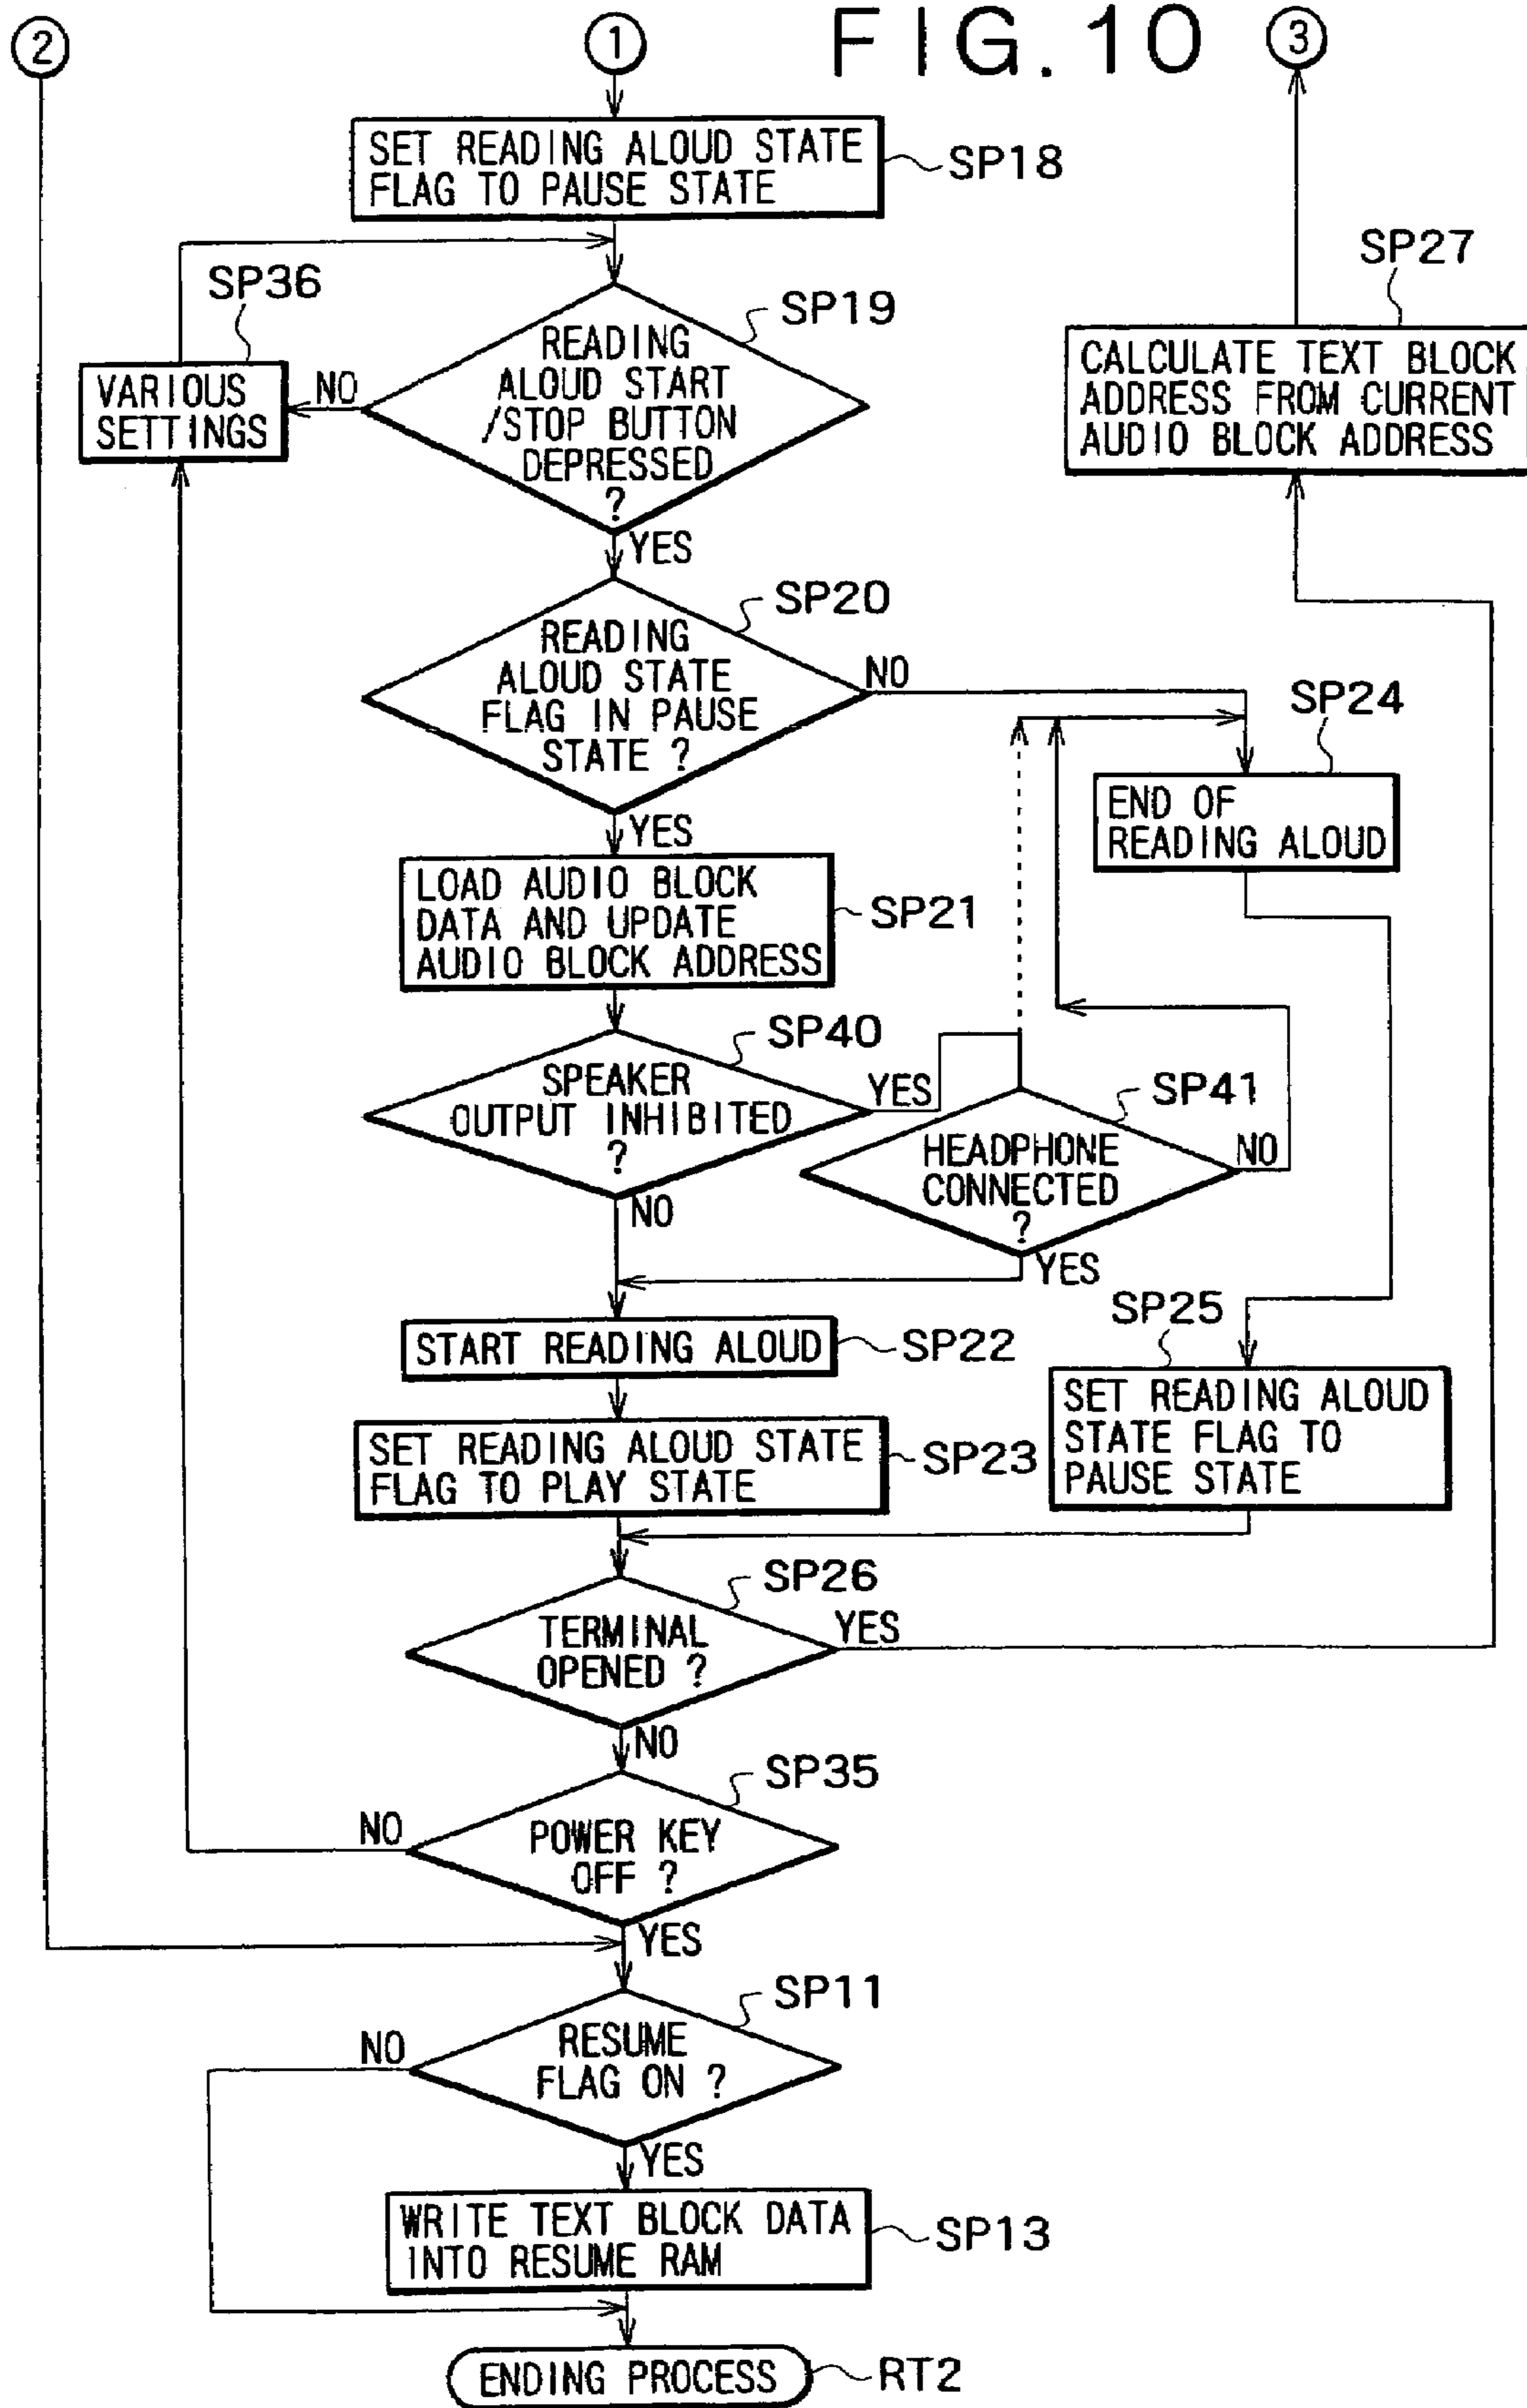 FIG. 10
2
1
3
SET READING ALOUD STATE
FLAG TO PAUSE STATE
SP18
SP36
VARIOUS
SETTINGS
NO
SP19
READING
ALOUD START
/STOP BUTTON
DEPRESSED
?
YES
SP27
CALCULATE TEXT BLOCK
ADDRESS FROM CURRENT
AUDIO BLOCK ADDRESS
SP20
READING
ALOUD STATE
FLAG IN PAUSE
STATE ?
NO
YES
SP24
END OF
READING ALOUD
LOAD AUDIO BLOCK
DATA AND UPDATE
AUDIO BLOCK ADDRESS
SP21
SP40
SPEAKER
OUTPUT INHIBITED
?
YES
NO
SP41
HEADPHONE
CONNECTED
?
NO
YES
START READING ALOUD
SP22
SP25
SET READING ALOUD
STATE FLAG TO
PAUSE STATE
SET READING ALOUD STATE
FLAG TO PLAY STATE
SP23
SP26
TERMINAL
OPENED ?
YES
NO
SP35
POWER KEY
OFF ?
NO
YES
SP11
RESUME
FLAG ON ?
NO
YES
WRITE TEXT BLOCK DATA
INTO RESUME RAM
SP13
ENDING PROCESS
RT2